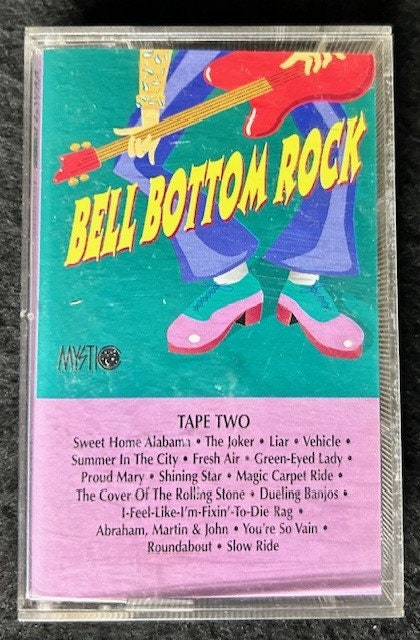 BELL BOTTOM ROCK
MYSTIC
TAPE TWO
Sweet Home Alabama • The Joker • Liar • Vehicle •
Summer In The City • Fresh Air • Green-Eyed Lady •
Proud Mary • Shining Star • Magic Carpet Ride •
The Cover Of The Rolling Stone • Dueling Banjos •
I-Feel-Like-I'm-Fixin'-To-Die Rag •
Abraham, Martin & John • You're So Vain •
Roundabout • Slow Ride